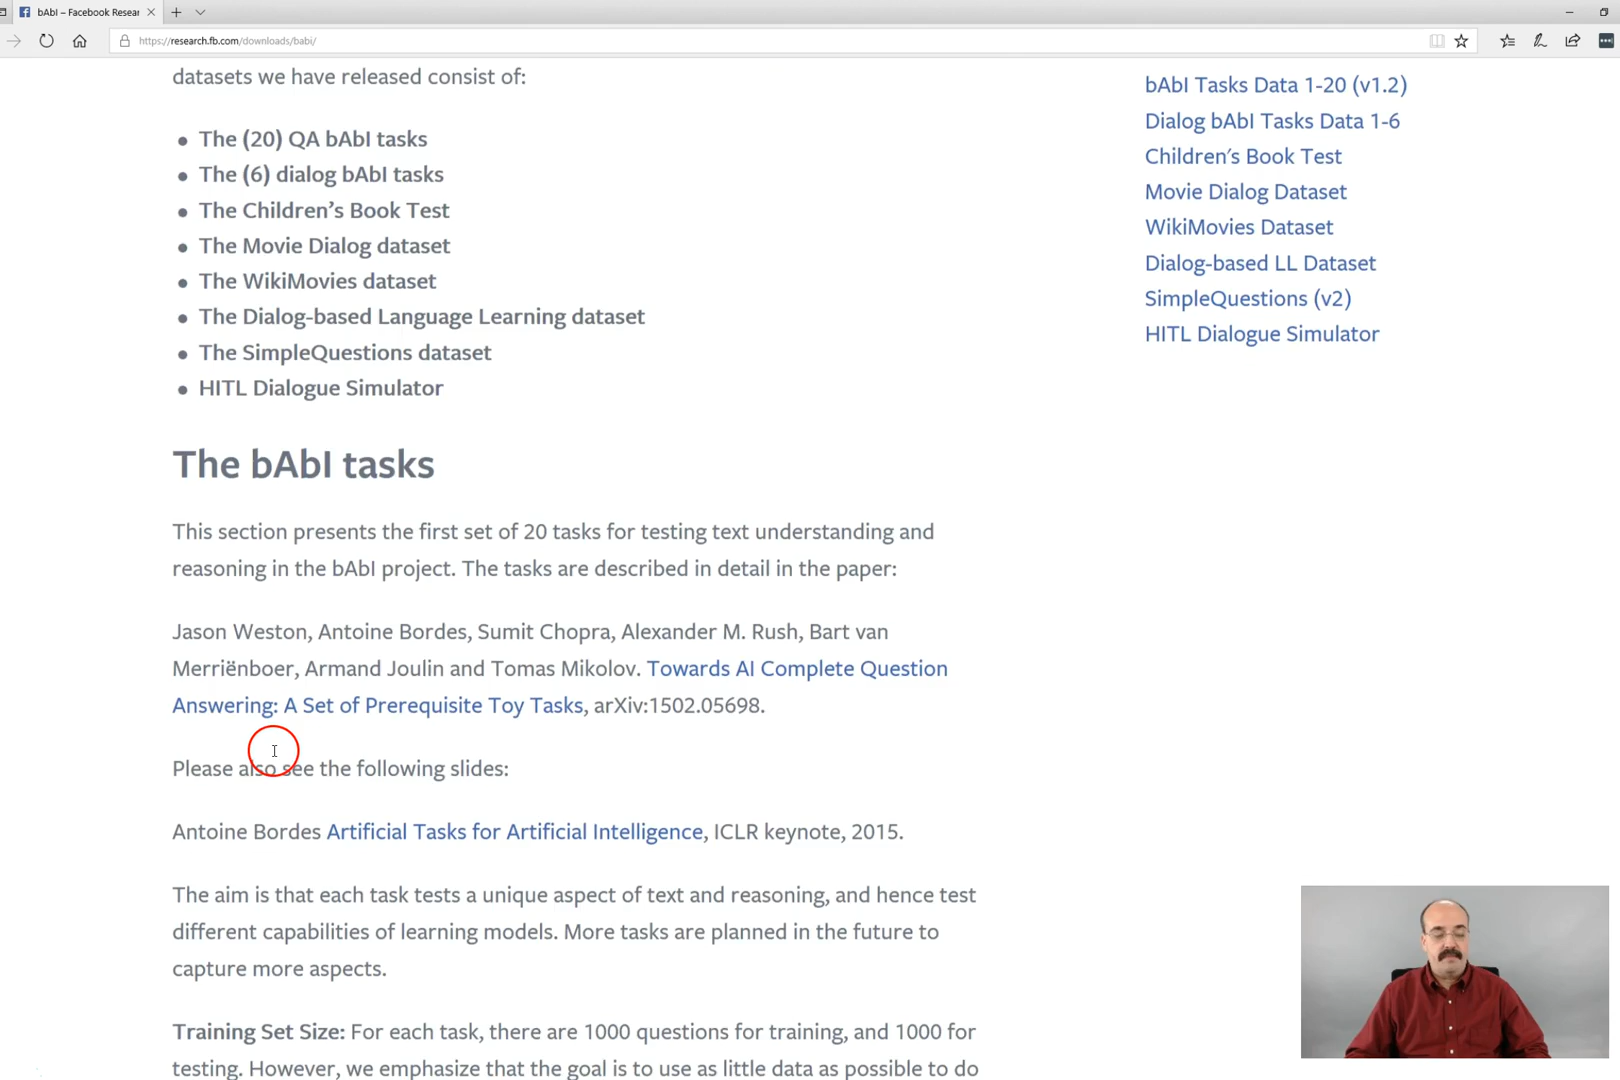 bAbI – Facebook Resear
https://research.fb.com/downloads/babi/
datasets we have released consist of:
The (20) QA bAbI tasks
The (6) dialog bAbI tasks
The Children's Book Test
The Movie Dialog dataset
The WikiMovies dataset
The Dialog-based Language Learning dataset
The SimpleQuestions dataset
HITL Dialogue Simulator
bAbI Tasks Data 1-20 (v1.2)
Dialog bAbI Tasks Data 1-6
Children's Book Test
Movie Dialog Dataset
WikiMovies Dataset
Dialog-based LL Dataset
SimpleQuestions (v2)
HITL Dialogue Simulator
The bAbI tasks
This section presents the first set of 20 tasks for testing text understanding and
reasoning in the bAbI project. The tasks are described in detail in the paper:
Jason Weston, Antoine Bordes, Sumit Chopra, Alexander M. Rush, Bart van
Merriënboer, Armand Joulin and Tomas Mikolov. Towards AI Complete Question
Answering: A Set of Prerequisite Toy Tasks, arXiv:1502.05698.
Please also see the following slides:
Antoine Bordes Artificial Tasks for Artificial Intelligence, ICLR keynote, 2015.
The aim is that each task tests a unique aspect of text and reasoning, and hence test
different capabilities of learning models. More tasks are planned in the future to
capture more aspects.
Training Set Size: For each task, there are 1000 questions for training, and 1000 for
testing. However, we emphasize that the goal is to use as little data as possible to do